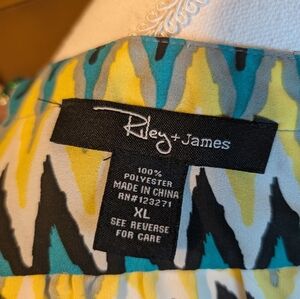 Riley + James
100%
POLYESTER
MADE IN CHINA
RN#123271
XL
SEE REVERSE
FOR CARE